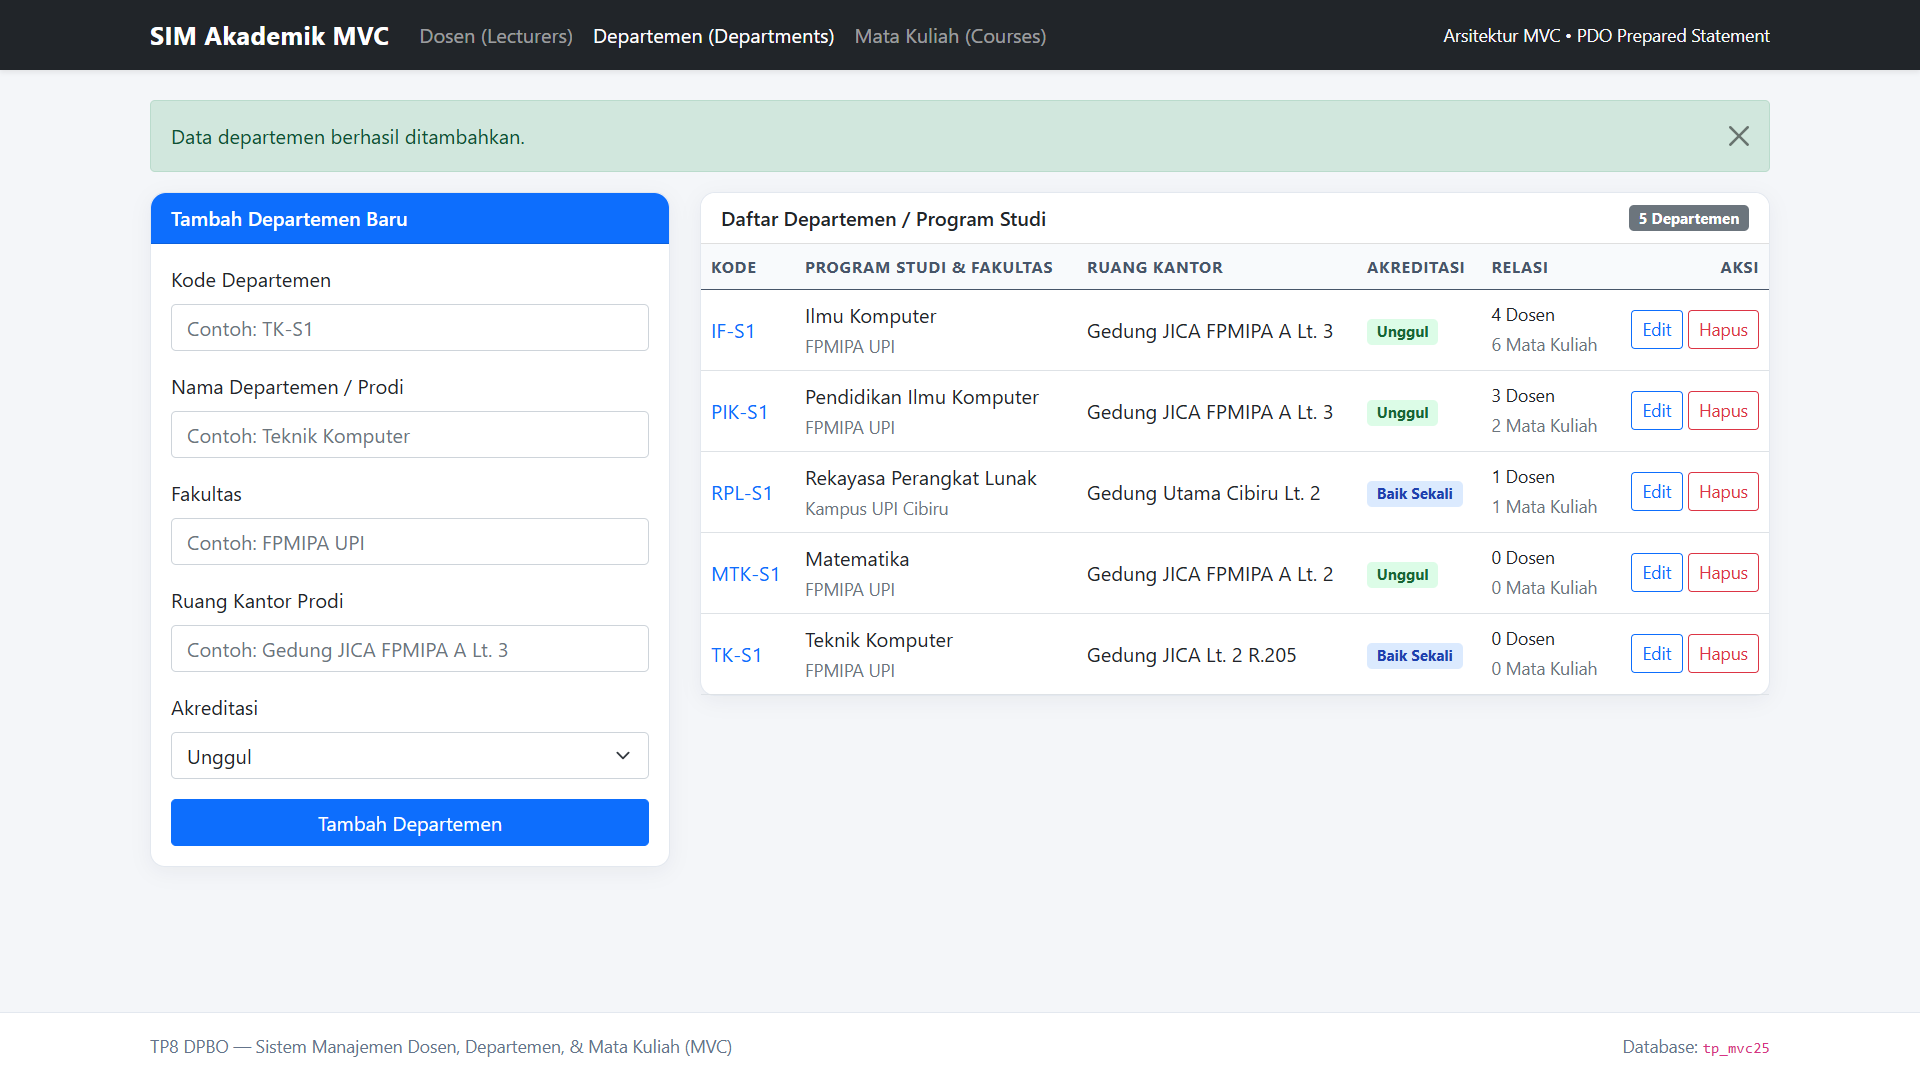 SIM Akademik MVC
Dosen (Lecturers)
Departemen (Departments)
Mata Kuliah (Courses)
Arsitektur MVC • PDO Prepared Statement
Data departemen berhasil ditambahkan.
Tambah Departemen Baru
Kode Departemen
Contoh: TK-S1
Nama Departemen / Prodi
Contoh: Teknik Komputer
Fakultas
Contoh: FPMIPA UPI
Ruang Kantor Prodi
Contoh: Gedung JICA FPMIPA A Lt. 3
Akreditasi
Unggul
Tambah Departemen
Daftar Departemen / Program Studi
5 Departemen
KODE PROGRAM STUDI & FAKULTAS RUANG KANTOR AKREDITASI RELASI AKSI
IF-S1
Ilmu Komputer
FPMIPA UPI
Gedung JICA FPMIPA A Lt. 3
Unggul
4 Dosen
6 Mata Kuliah
Edit
Hapus
PIK-S1
Pendidikan Ilmu Komputer
FPMIPA UPI
Gedung JICA FPMIPA A Lt. 3
Unggul
3 Dosen
2 Mata Kuliah
Edit
Hapus
RPL-S1
Rekayasa Perangkat Lunak
Kampus UPI Cibiru
Gedung Utama Cibiru Lt. 2
Baik Sekali
1 Dosen
1 Mata Kuliah
Edit
Hapus
MTK-S1
Matematika
FPMIPA UPI
Gedung JICA FPMIPA A Lt. 2
Unggul
0 Dosen
0 Mata Kuliah
Edit
Hapus
TK-S1
Teknik Komputer
FPMIPA UPI
Gedung JICA Lt. 2 R.205
Baik Sekali
0 Dosen
0 Mata Kuliah
Edit
Hapus
TP8 DPBO — Sistem Manajemen Dosen, Departemen, & Mata Kuliah (MVC)
Database: tp_mvc25